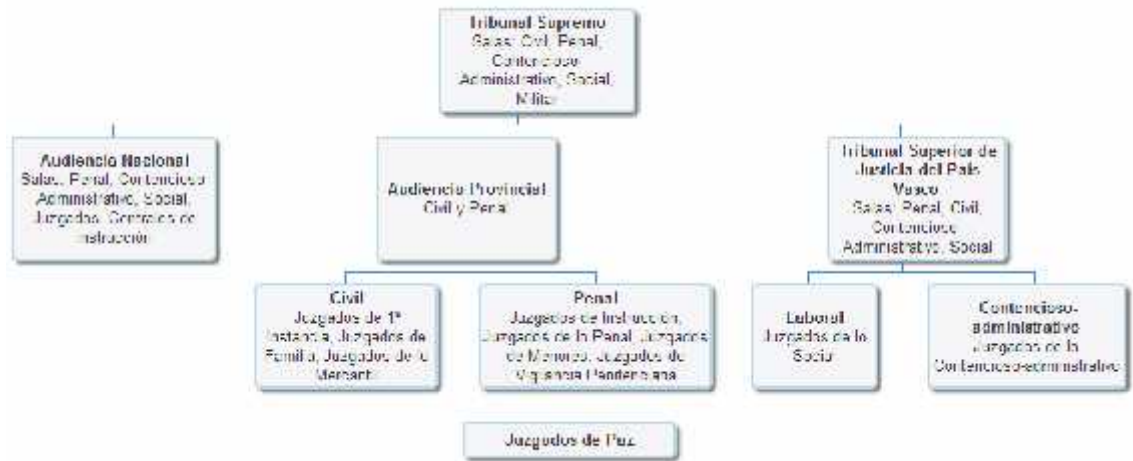 Tribunal Supremo
Salas: Civil, Penal,
Contencioso
Administrativo, Social,
Militar
Audiencia Nacional
Salas: Penal, Contencioso
Administrativo, Social,
Juzgados Centrales de
Instrucción
Audiencia Provincial
Civil y Penal
Tribunal Superior de
Justicia del País
Vasco
Salas: Penal, Civil,
Contencioso
Administrativo, Social
Civil
Juzgados de 1ª
Instancia, Juzgados de
Familia, Juzgados de lo
Mercantil
Penal
Juzgados de Instrucción,
Juzgados de lo Penal, Juzgados
de Menores, Juzgados de
Vigilancia Penitenciaria
Laboral
Juzgados de lo
Social
Contencioso-
administrativo
Juzgados de lo
Contencioso-administrativo
Juzgados de Paz